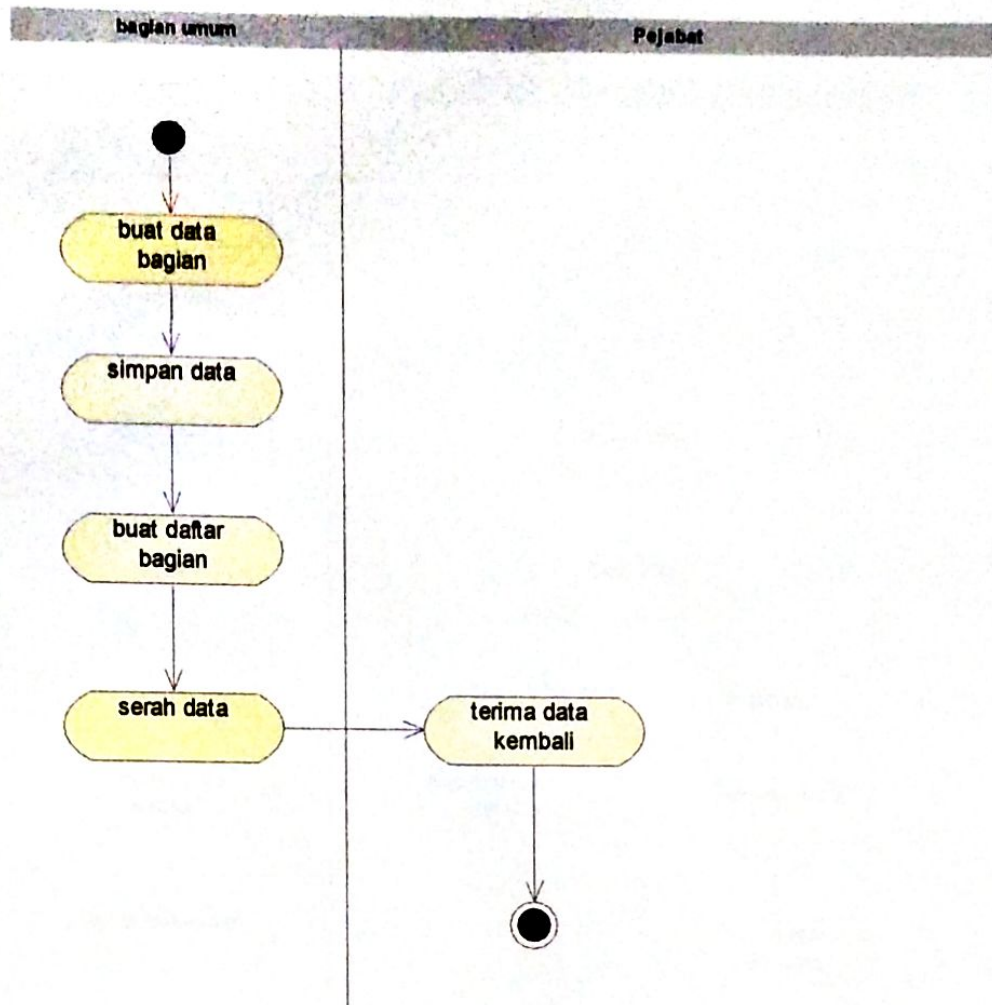 bagian umum
Pejabat
buat data
bagian
simpan data
buat daftar
bagian
serah data
terima data
kembali